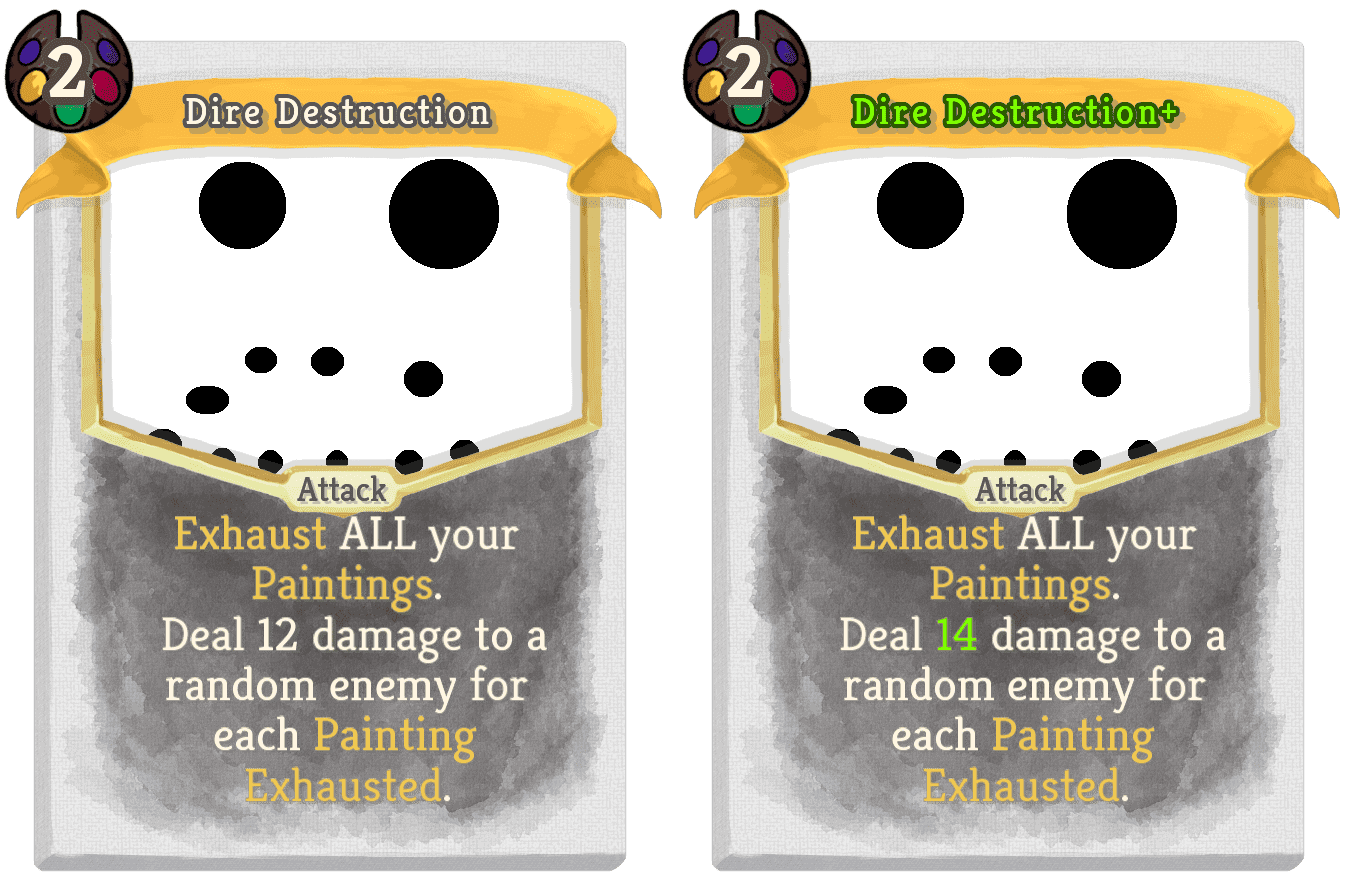 2
Dire Destruction
Attack
Exhaust ALL your
Paintings.
Deal 12 damage to a
random enemy for
each Painting
Exhausted.
2
Dire Destruction+
Attack
Exhaust ALL your
Paintings.
Deal 14 damage to a
random enemy for
each Painting
Exhausted.